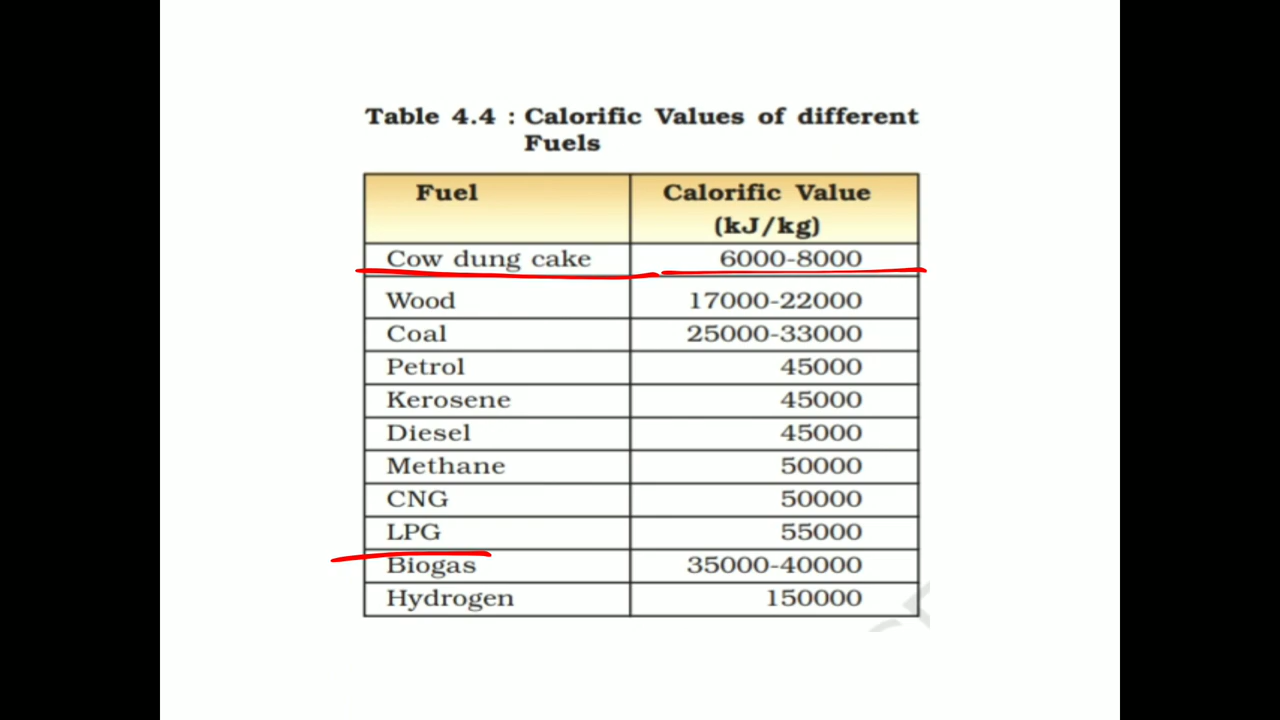 Table 4.4 : Calorific Values of different
Fuels
Fuel Calorific Value
(kJ/kg)
Cow dung cake 6000-8000
Wood 17000-22000
Coal 25000-33000
Petrol 45000
Kerosene 45000
Diesel 45000
Methane 50000
CNG 50000
LPG 55000
Biogas 35000-40000
Hydrogen 150000